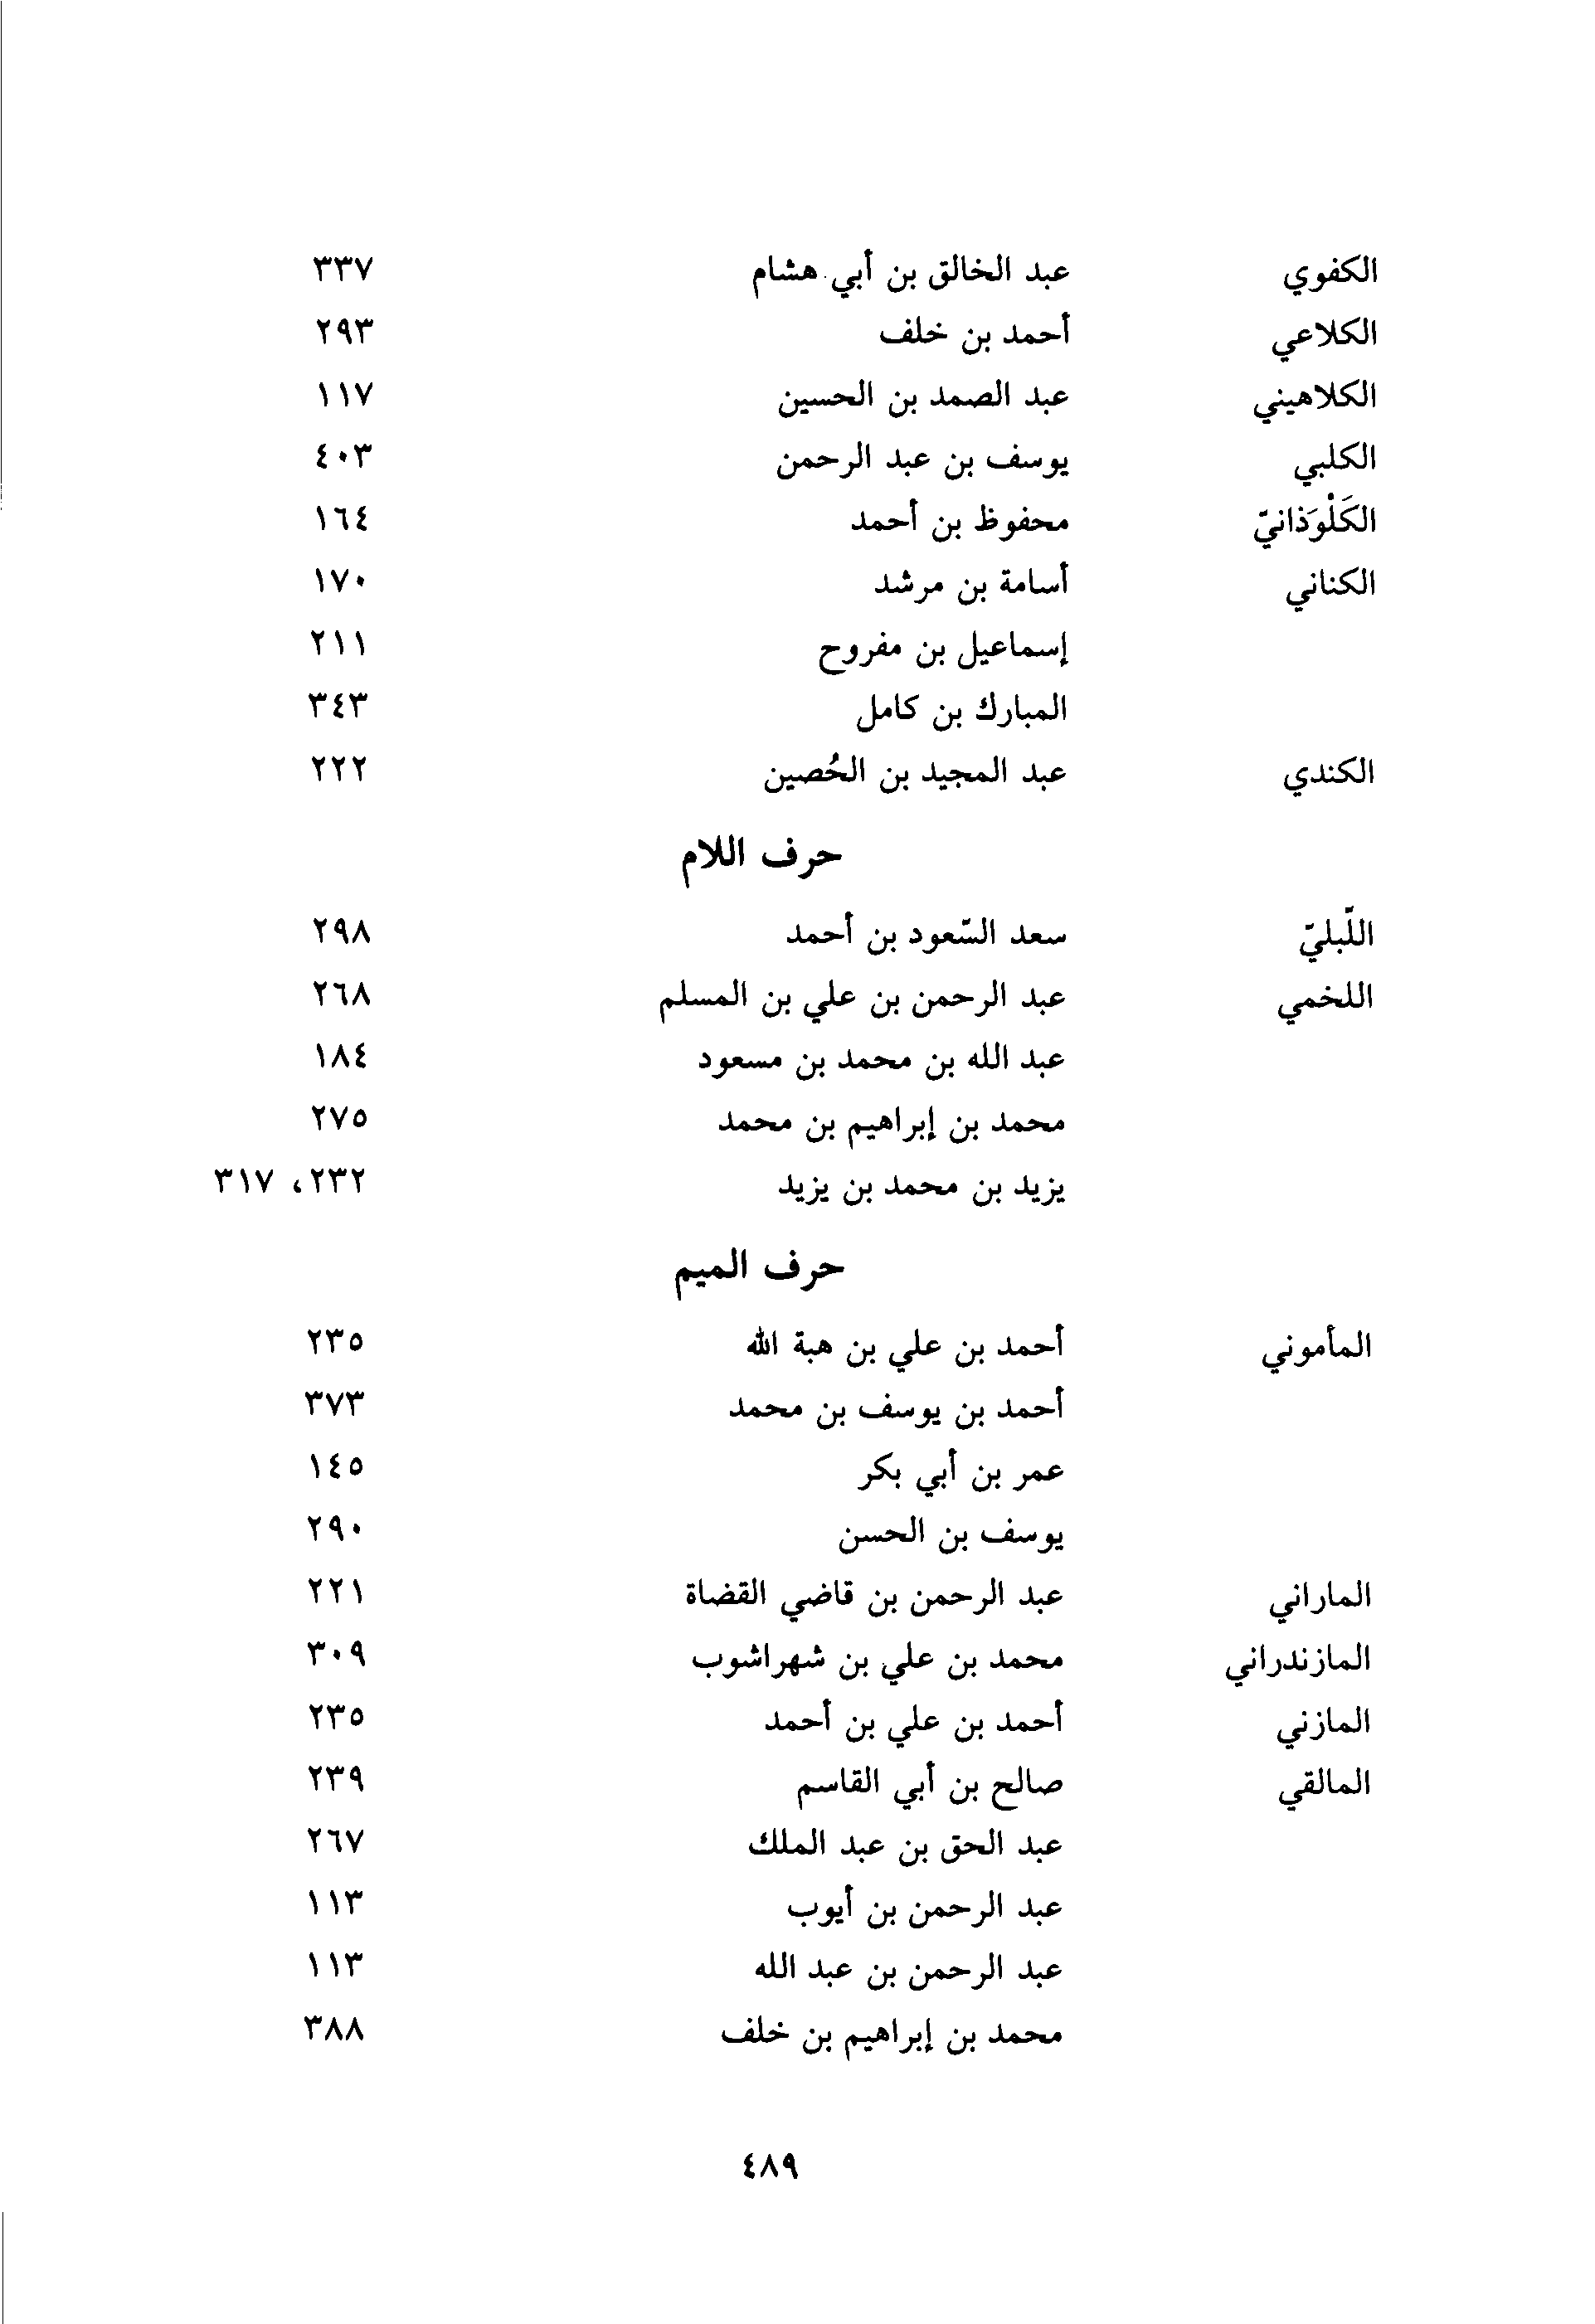 الكفوي عبد الخالق بن أبي هشام ٣٣٧
الكلاعي أحمد بن خلف ٢٩٣
الكلاهيني عبد الصمد بن الحسين ١١٧
الكلبي يوسف بن عبد الرحمن ٤٠٣
الكَلْوَذانيّ محفوظ بن أحمد ١٦٤
الكناني أسامة بن مرشد ١٧٠
إسماعيل بن مفروح ٢١١
المبارك بن كامل ٣٤٣
الكندي عبد المجيد بن الحُصين ٢٢٢
حرف اللام
اللَّبليّ سعد السّعود بن أحمد ٢٩٨
اللخمي عبد الرحمن بن علي بن المسلم ٢٦٨
عبد الله بن محمد بن مسعود ١٨٤
محمد بن إبراهيم بن محمد ٢٧٥
يزيد بن محمد بن يزيد ٢٣٢، ٣١٧
حرف الميم
المأموني أحمد بن علي بن هبة الله ٢٣٥
أحمد بن يوسف بن محمد ٣٧٣
عمر بن أبي بكر ١٤٥
يوسف بن الحسن ٢٩٠
الماراني عبد الرحمن بن قاضي القضاة ٢٢١
المازندراني محمد بن علي بن شهراشوب ٣٠٩
المازني أحمد بن علي بن أحمد ٢٣٥
المالقي صالح بن أبي القاسم ٢٣٩
عبد الحق بن عبد الملك ٢٦٧
عبد الرحمن بن أيوب ١١٣
عبد الرحمن بن عبد الله ١١٣
محمد بن إبراهيم بن خلف ٣٨٨
٤٨٩